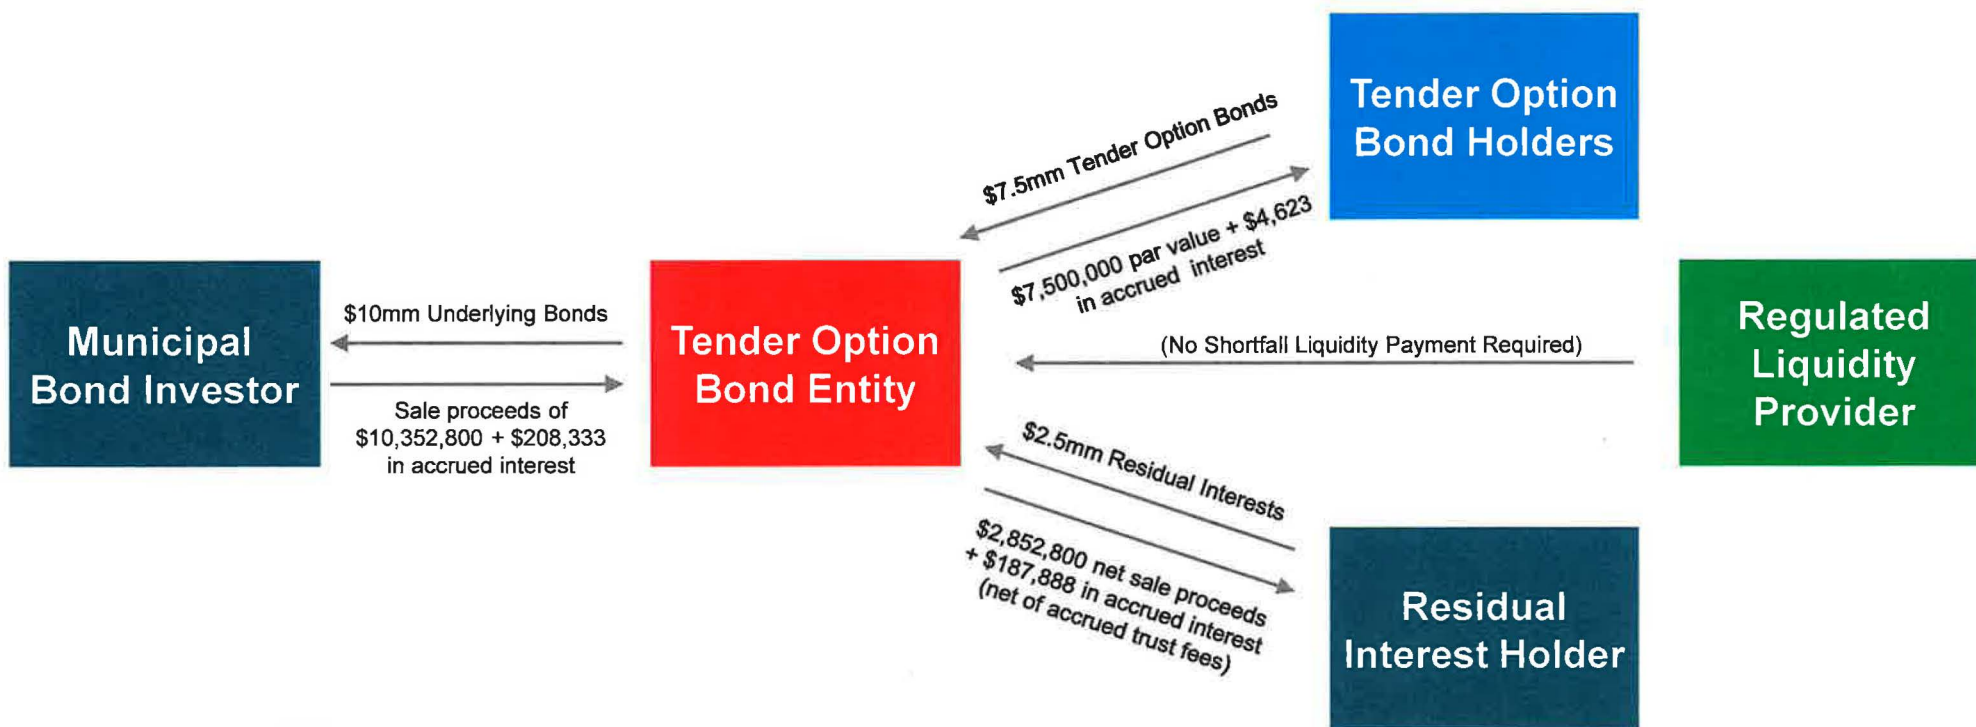 Municipal
Bond Investor
$10mm Underlying Bonds
Sale proceeds of
$10,352,800 + $208,333
in accrued interest
Tender Option
Bond Entity
$7.5mm Tender Option Bonds
$7,500,000 par value + $4,623
in accrued interest
Tender Option
Bond Holders
(No Shortfall Liquidity Payment Required)
Regulated
Liquidity
Provider
$2.5mm Residual Interests
$2,852,800 net sale proceeds
+ $187,888 in accrued interest
(net of accrued trust fees)
Residual
Interest Holder